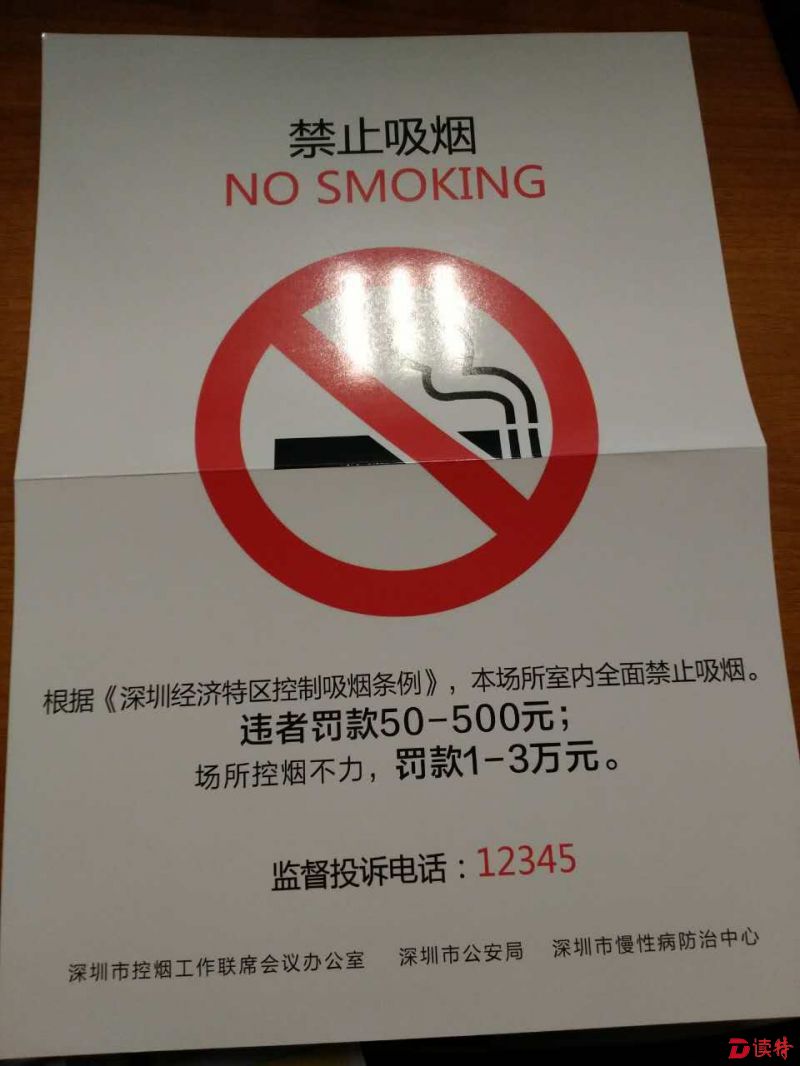 禁止吸烟
NO SMOKING
根据《深圳经济特区控制吸烟条例》，本场所室内全面禁止吸烟。
违者罚款50-500元；
场所控烟不力，罚款1-3万元。
监督投诉电话：12345
深圳市控烟工作联席会议办公室 深圳市公安局 深圳市慢性病防治中心
读特